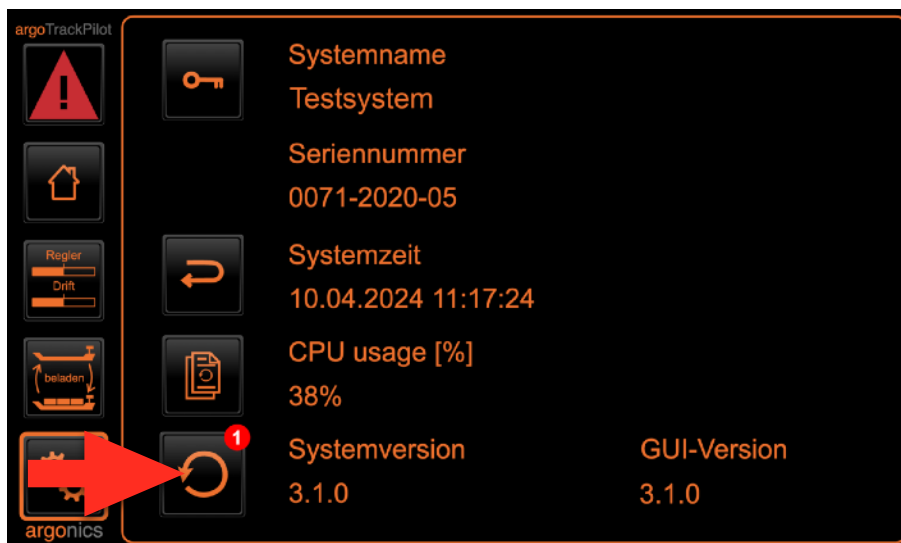 argoTrackPilot
Systemname
Testsystem
Seriennummer
0071-2020-05
Regler
Drift
Systemzeit
10.04.2024 11:17:24
beladen
CPU usage [%]
38%
1
Systemversion
3.1.0
GUI-Version
3.1.0
argonics